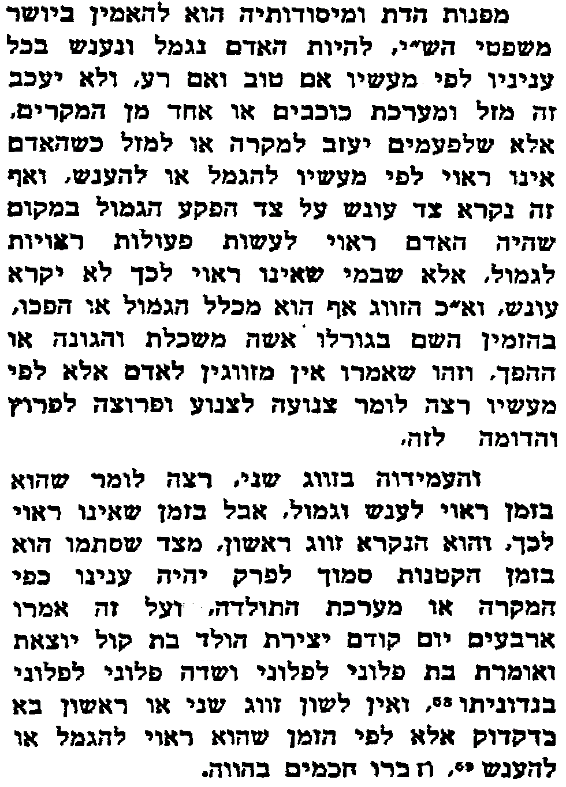 מפנות הדת ומיסודותיה הוא להאמין ביושר
משפטי הש״י, להיות האדם נגמל ונענש בכל
עניניו לפי מעשיו אם טוב ואם רע, ולא יעכב
זה מזל ומערכת כוכבים או אחד מן המקרים,
אלא שלפעמים יעזב למקרה או למזל כשהאדם
אינו ראוי לפי מעשיו להגמל או להענש, ואף
זה נקרא צד עונש על צד הפקע הגמול במקום
שהיה האדם ראוי לעשות פעולות רצויות
לגמול, אלא שבמי שאינו ראוי לכך לא יקרא
עונש, וא״כ הזווג אף הוא מכלל הגמול או הפכו,
בהזמין השם בגורלו אשה משכלת והגונה או
ההפך, וזהו שאמרו אין מזווגין לאדם אלא לפי
מעשיו רצה לומר צנועה לצנוע ופרוצה לפרוץ
והדומה לזה.
והעמידוה בזווג שני, רצה לומר שהוא
בזמן ראוי לענש וגמול, אבל בזמן שאינו ראוי
לכך, והוא הנקרא זווג ראשון, מצד שסתמו הוא
בזמן הקטנות סמוך לפרק יהיה ענינו כפי
המקרה או מערכת התולדה, ועל זה אמרו
ארבעים יום קודם יצירת הולד בת קול יוצאת
ואומרת בת פלוני לפלוני ושדה פלוני לפלוני
בנדוניתו⁵⁸, ואין לשון זווג שני או ראשון בא
בדקדוק אלא לפי הזמן שהוא ראוי להגמל או
להענש⁵⁹, ודברו חכמים בהווה.